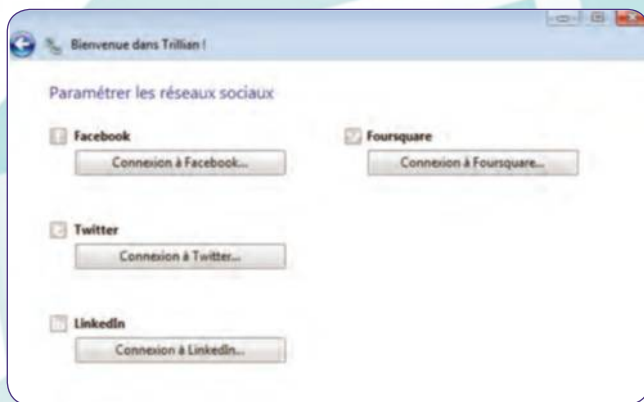 Bienvenue dans Trillian !
Paramétrer les réseaux sociaux
Facebook
Connexion à Facebook...
Foursquare
Connexion à Foursquare...
Twitter
Connexion à Twitter...
LinkedIn
Connexion à LinkedIn...